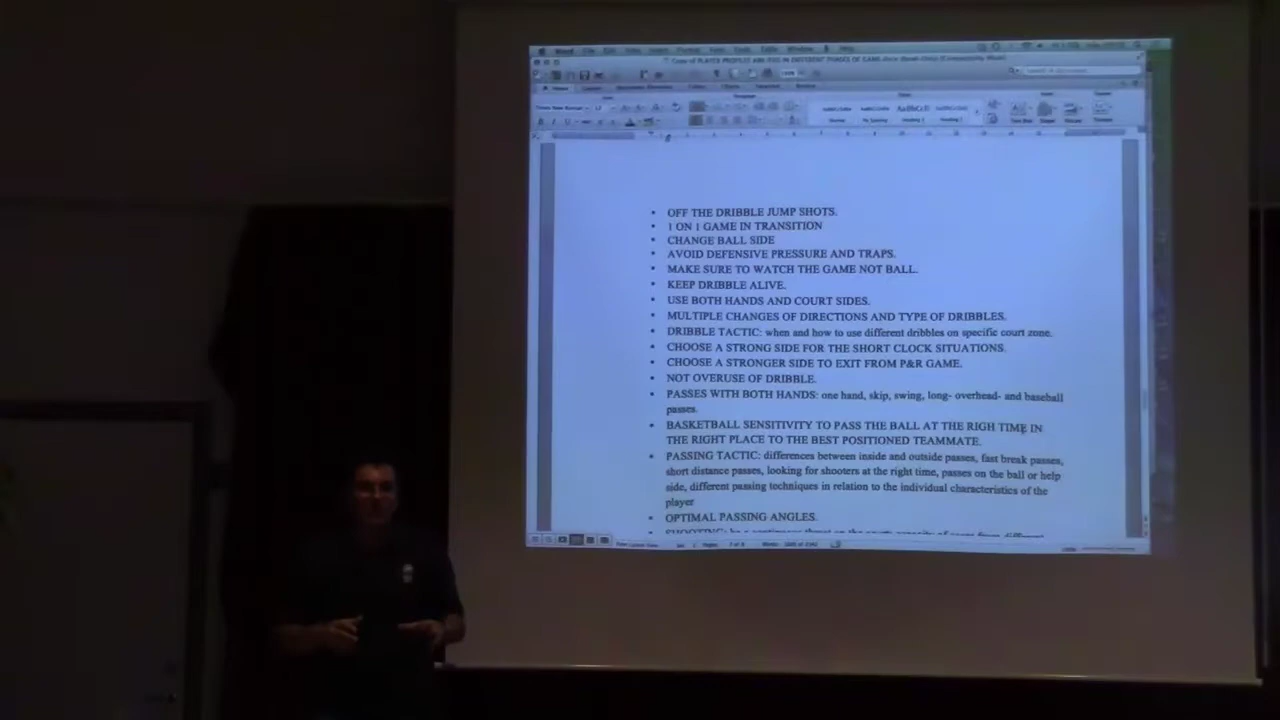 Word
Window
Help
OFF THE DRIBBLE JUMP SHOTS.
1 ON 1 GAME IN TRANSITION
CHANGE BALL SIDE
AVOID DEFENSIVE PRESSURE AND TRAPS.
MAKE SURE TO WATCH THE GAME NOT BALL.
KEEP DRIBBLE ALIVE.
USE BOTH HANDS AND COURT SIDES.
MULTIPLE CHANGES OF DIRECTIONS AND TYPE OF DRIBBLES.
DRIBBLE TACTIC: when and how to use different dribbles on specific court zone.
CHOOSE A STRONG SIDE FOR THE SHORT CLOCK SITUATIONS.
CHOOSE A STRONGER SIDE TO EXIT FROM P&R GAME.
NOT OVERUSE OF DRIBBLE.
PASSES WITH BOTH HANDS: one hand, skip, swing, long- overhead- and baseball
passes.
BASKETBALL SENSITIVITY TO PASS THE BALL AT THE RIGH TIME IN
THE RIGHT PLACE TO THE BEST POSITIONED TEAMMATE.
PASSING TACTIC: differences between inside and outside passes, fast break passes,
short distance passes, looking for shooters at the right time, passes on the ball or help
side, different passing techniques in relation to the individual characteristics of the
player
OPTIMAL PASSING ANGLES.